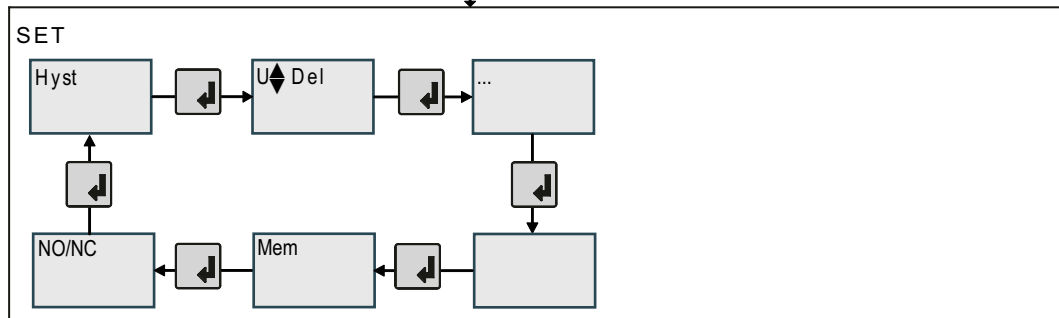 SET
Hyst
U⬍ Del
...
NO/NC
Mem